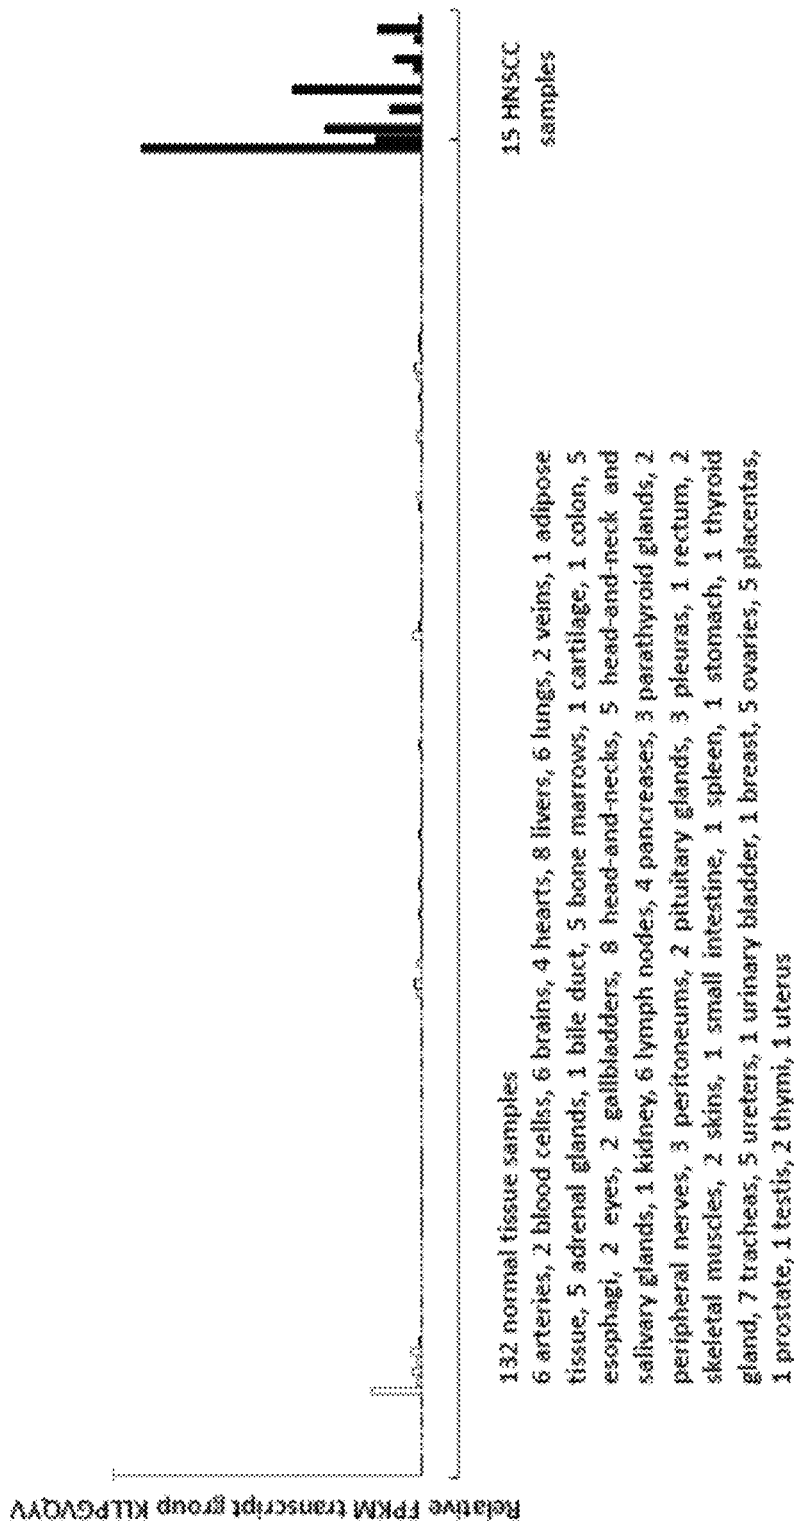 Relative FPKM transcript group KLLPGVQYV
132 normal tissue samples
6 arteries, 2 blood cellss, 6 brains, 4 hearts, 8 livers, 6 lungs, 2 veins, 1 adipose
tissue, 5 adrenal glands, 1 bile duct, 5 bone marrows, 1 cartilage, 1 colon, 5
esophagi, 2 eyes, 2 gallbladders, 8 head-and-necks, 5 head-and-neck and
salivary glands, 1 kidney, 6 lymph nodes, 4 pancreases, 3 parathyroid glands, 2
peripheral nerves, 3 peritoneums, 2 pituitary glands, 3 pleuras, 1 rectum, 2
skeletal muscles, 2 skins, 1 small intestine, 1 spleen, 1 stomach, 1 thyroid
gland, 7 tracheas, 5 ureters, 1 urinary bladder, 1 breast, 5 ovaries, 5 placentas,
1 prostate, 1 testis, 2 thymi, 1 uterus
15 HNSCC
samples